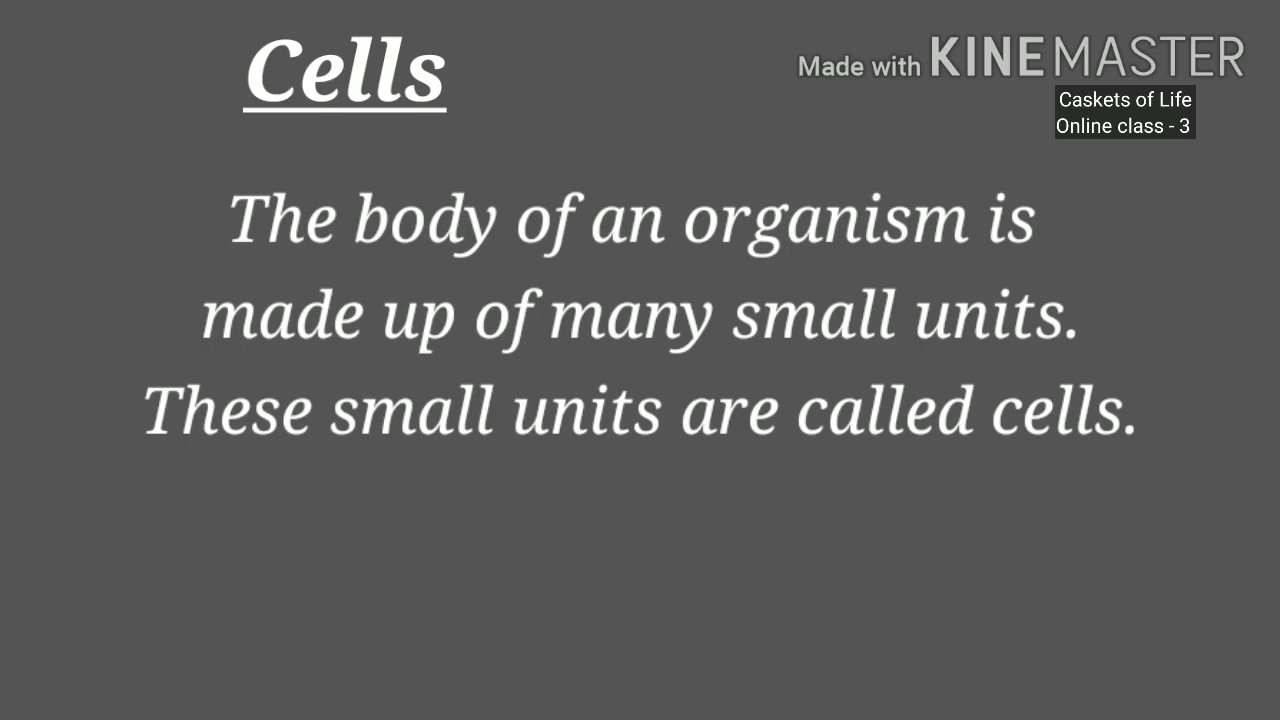 Cells
Made with KINEMASTER
Caskets of Life
Online class - 3
The body of an organism is
made up of many small units.
These small units are called cells.